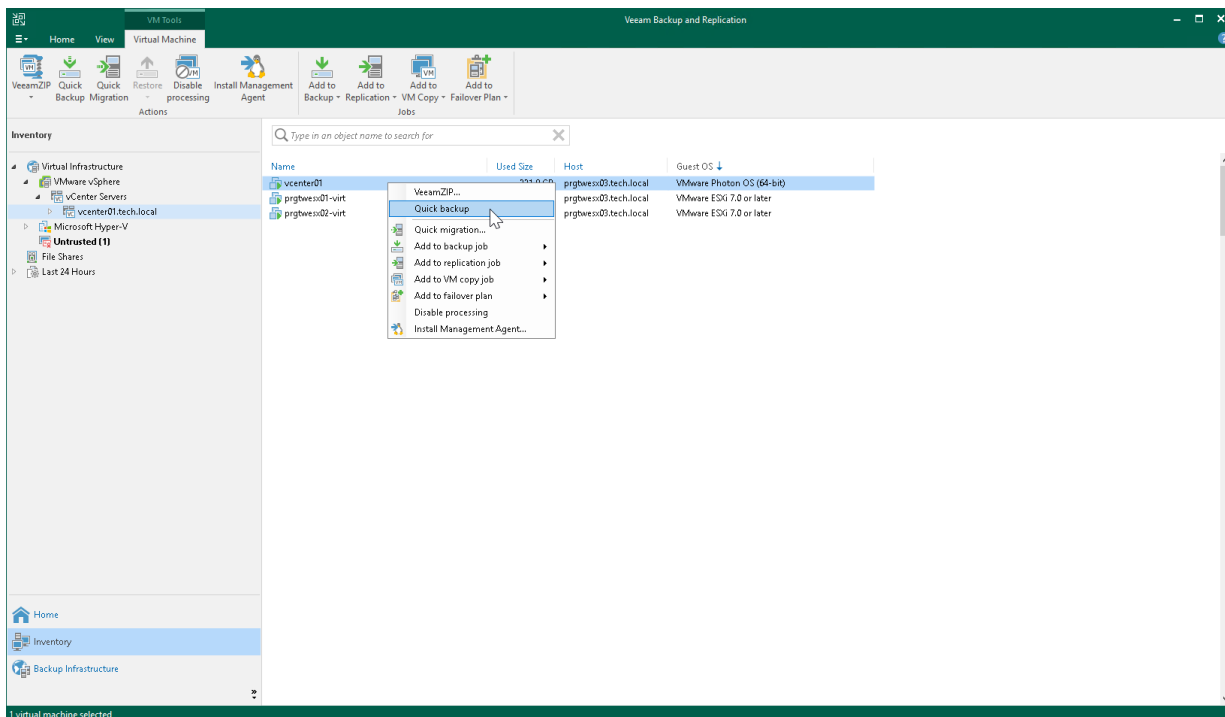 VM Tools
Veeam Backup and Replication
Home View Virtual Machine
VeeamZIP Quick Backup Quick Migration Restore Disable processing Install Management Agent Add to Backup Add to Replication Add to VM Copy Add to Failover Plan
Actions Jobs
Inventory
Type in an object name to search for
Virtual Infrastructure
VMware vSphere
vCenter Servers
vcenter01.tech.local
Microsoft Hyper-V
Untrusted (1)
File Shares
Last 24 Hours
Name Used Size Host Guest OS
vcenter01 prgtwesx03.tech.local VMware Photon OS (64-bit)
prgtwesx01-virt prgtwesx03.tech.local VMware ESXi 7.0 or later
prgtwesx02-virt prgtwesx03.tech.local VMware ESXi 7.0 or later
VeeamZIP...
Quick backup
Quick migration...
Add to backup job
Add to replication job
Add to VM copy job
Add to failover plan
Disable processing
Install Management Agent...
Home
Inventory
Backup Infrastructure
1 virtual machine selected